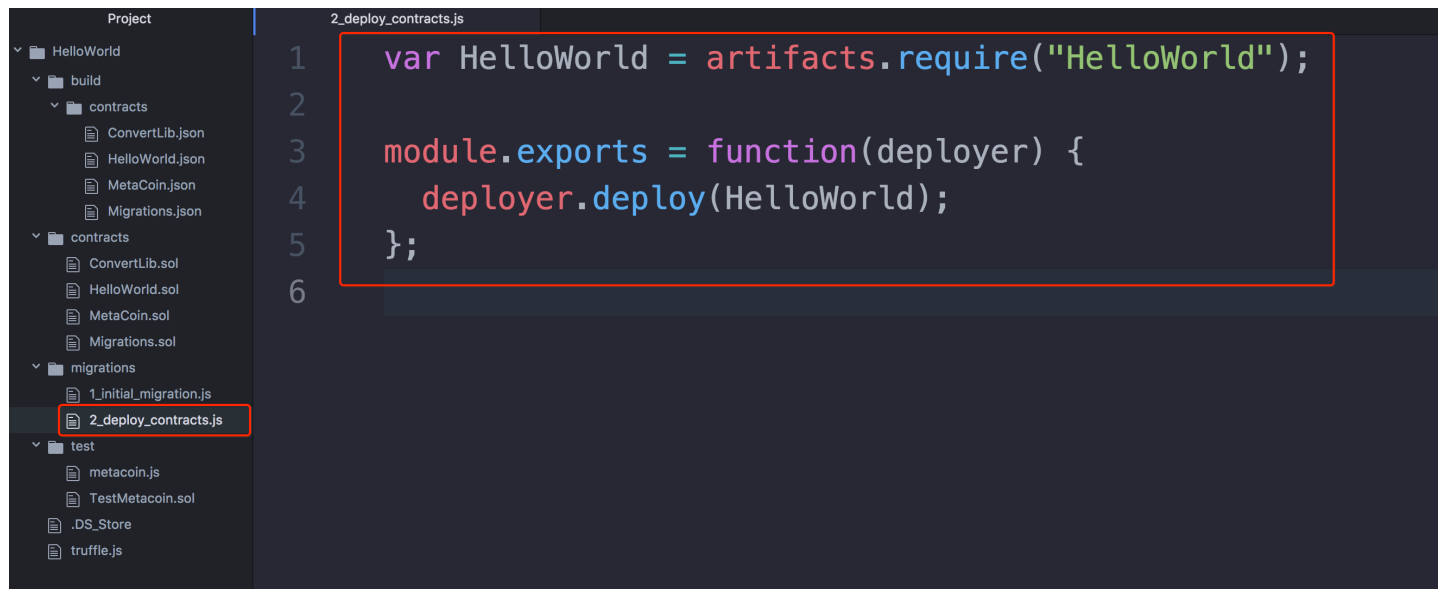 Project
HelloWorld
build
contracts
ConvertLib.json
HelloWorld.json
MetaCoin.json
Migrations.json
contracts
ConvertLib.sol
HelloWorld.sol
MetaCoin.sol
Migrations.sol
migrations
1_initial_migration.js
2_deploy_contracts.js
test
metacoin.js
TestMetacoin.sol
.DS_Store
truffle.js
2_deploy_contracts.js
1 var HelloWorld = artifacts.require("HelloWorld");
2
3 module.exports = function(deployer) {
4   deployer.deploy(HelloWorld);
5 };
6